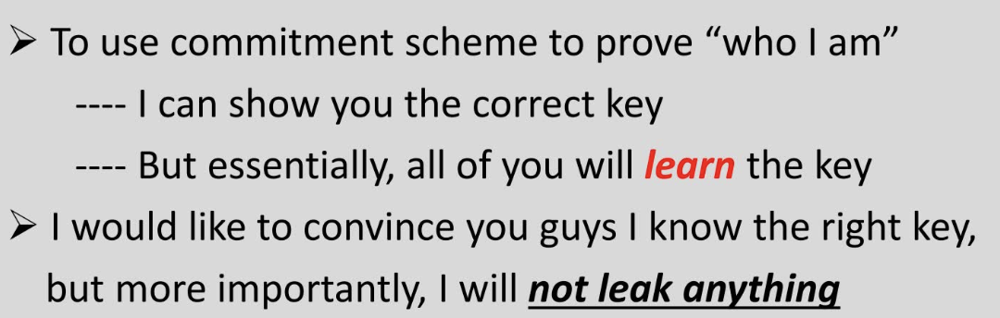 ➢ To use commitment scheme to prove “who I am”
---- I can show you the correct key
---- But essentially, all of you will learn the key
➢ I would like to convince you guys I know the right key,
but more importantly, I will not leak anything